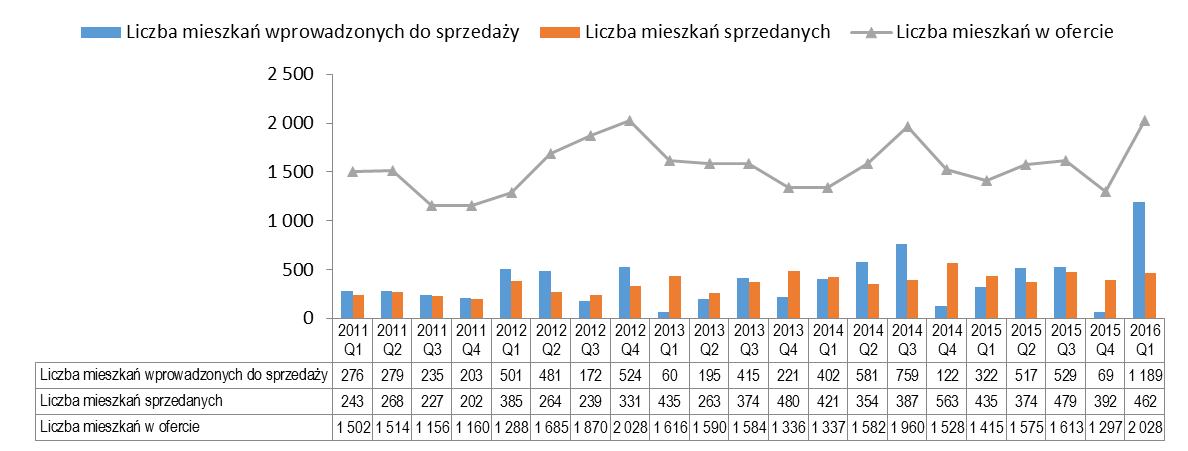 Liczba mieszkań wprowadzonych do sprzedaży Liczba mieszkań sprzedanych Liczba mieszkań w ofercie
2 500
2 000
1 500
1 000
500
0
2011 2011 2011 2011 2012 2012 2012 2012 2013 2013 2013 2013 2014 2014 2014 2014 2015 2015 2015 2015 2016
Q1 Q2 Q3 Q4 Q1 Q2 Q3 Q4 Q1 Q2 Q3 Q4 Q1 Q2 Q3 Q4 Q1 Q2 Q3 Q4 Q1
Liczba mieszkań wprowadzonych do sprzedaży 276 279 235 203 501 481 172 524 60 195 415 221 402 581 759 122 322 517 529 69 1 189
Liczba mieszkań sprzedanych 243 268 227 202 385 264 239 331 435 263 374 480 421 354 387 563 435 374 479 392 462
Liczba mieszkań w ofercie 1 502 1 514 1 156 1 160 1 288 1 685 1 870 2 028 1 616 1 590 1 584 1 336 1 337 1 582 1 960 1 528 1 415 1 575 1 613 1 297 2 028